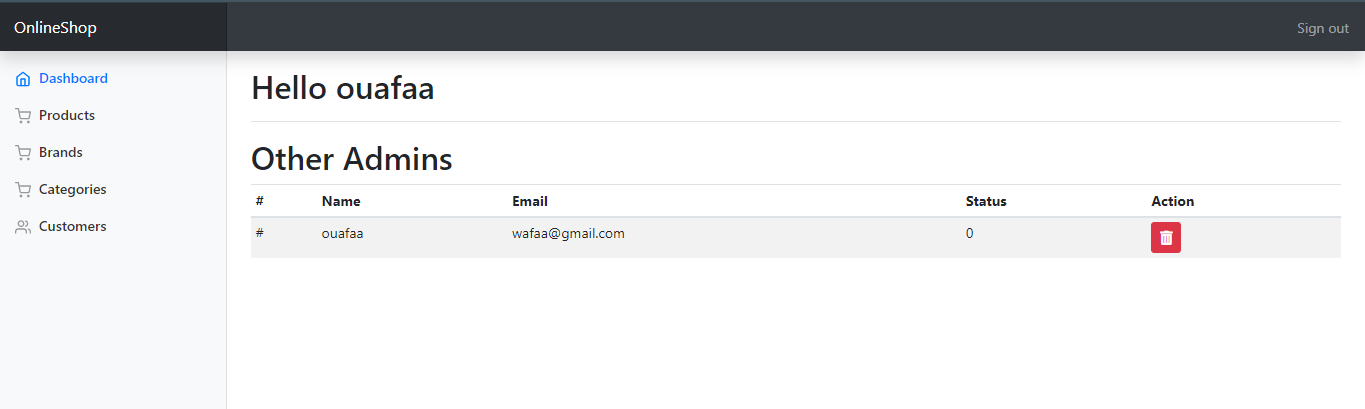 OnlineShop
Sign out
Dashboard
Products
Brands
Categories
Customers
Hello ouafaa
Other Admins
# Name Email Status Action
# ouafaa wafaa@gmail.com 0